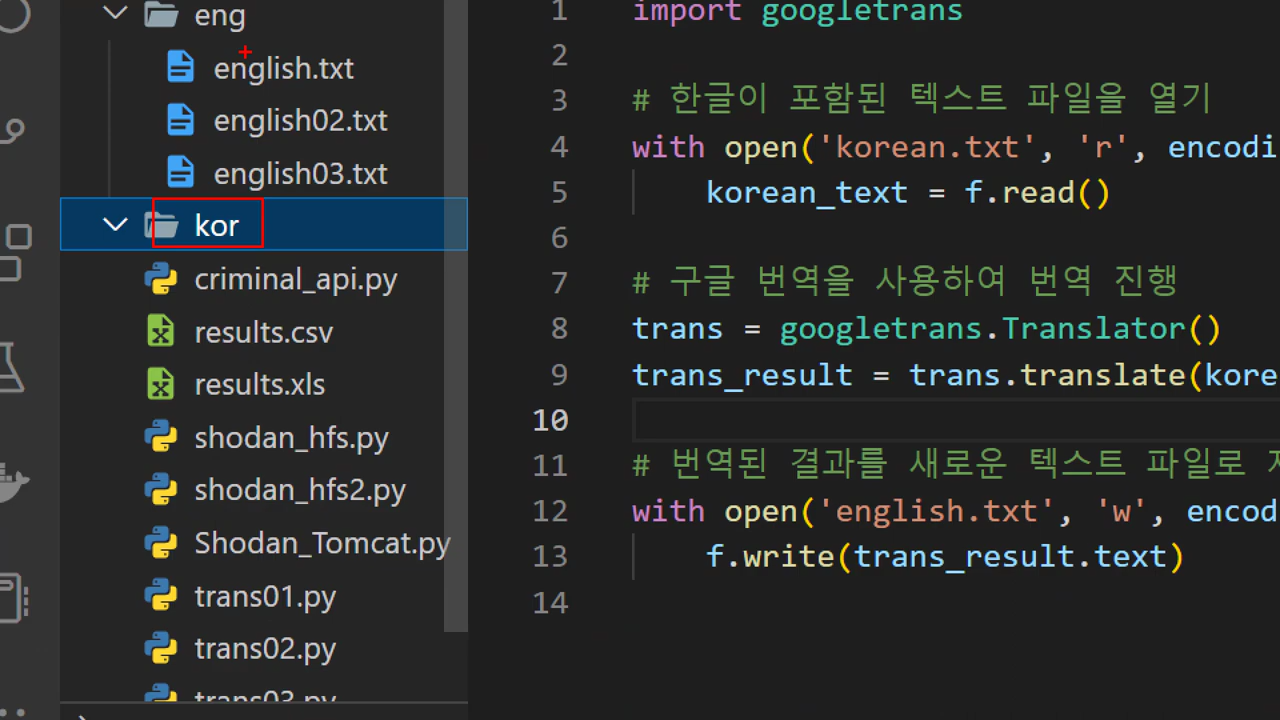 eng
english.txt
english02.txt
english03.txt
kor
criminal_api.py
results.csv
results.xls
shodan_hfs.py
shodan_hfs2.py
Shodan_Tomcat.py
trans01.py
trans02.py
trans03.py
1 import googletrans
2
3 # 한글이 포함된 텍스트 파일을 열기
4 with open('korean.txt', 'r', encodi
5 korean_text = f.read()
6
7 # 구글 번역을 사용하여 번역 진행
8 trans = googletrans.Translator()
9 trans_result = trans.translate(kore
10
11 # 번역된 결과를 새로운 텍스트 파일로
12 with open('english.txt', 'w', encod
13 f.write(trans_result.text)
14